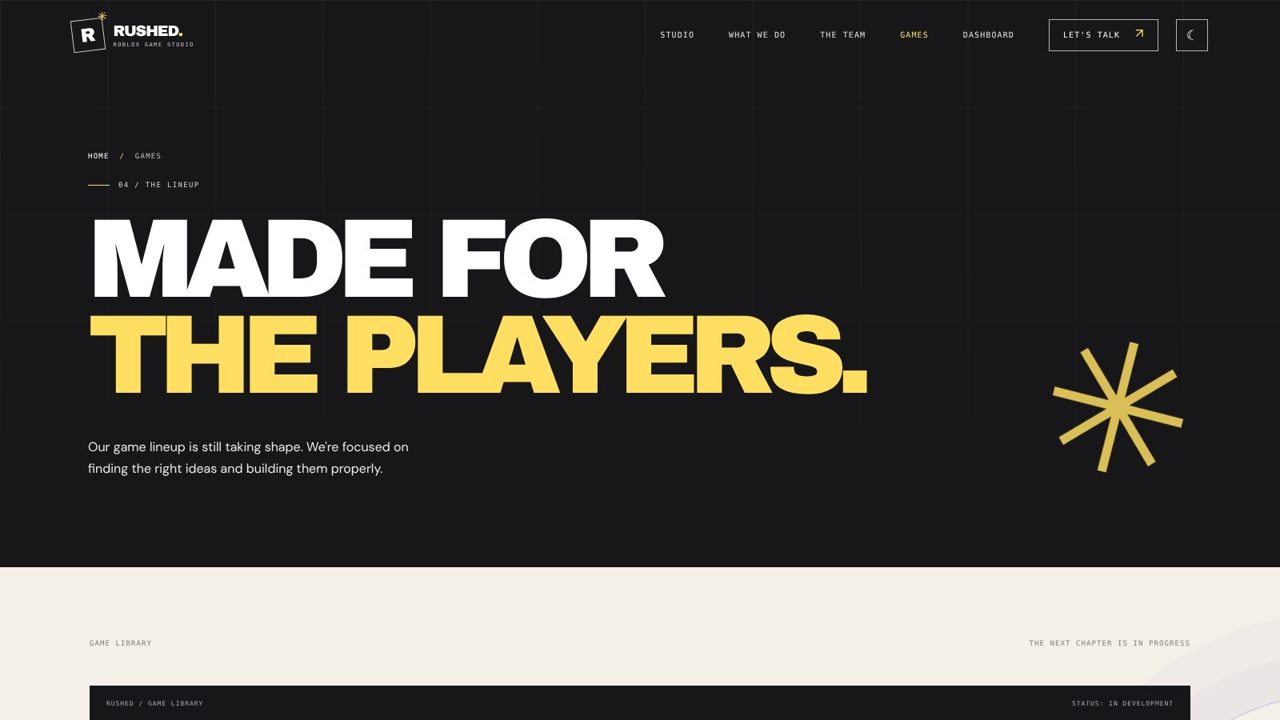 R
RUSHED.
ROBLOX GAME STUDIO
STUDIO
WHAT WE DO
THE TEAM
GAMES
DASHBOARD
LET'S TALK
HOME / GAMES
04 / THE LINEUP
MADE FOR
THE PLAYERS.
Our game lineup is still taking shape. We're focused on
finding the right ideas and building them properly.
GAME LIBRARY
THE NEXT CHAPTER IS IN PROGRESS
RUSHED / GAME LIBRARY
STATUS: IN DEVELOPMENT